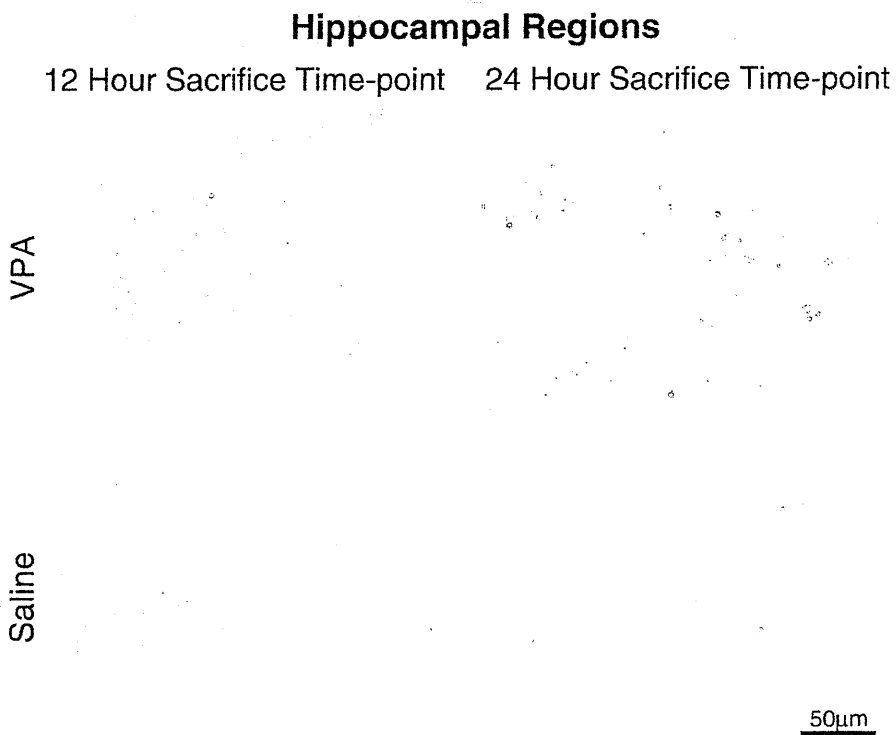 Hippocampal Regions
12 Hour Sacrifice Time-point 24 Hour Sacrifice Time-point
VPA
Saline
50µm